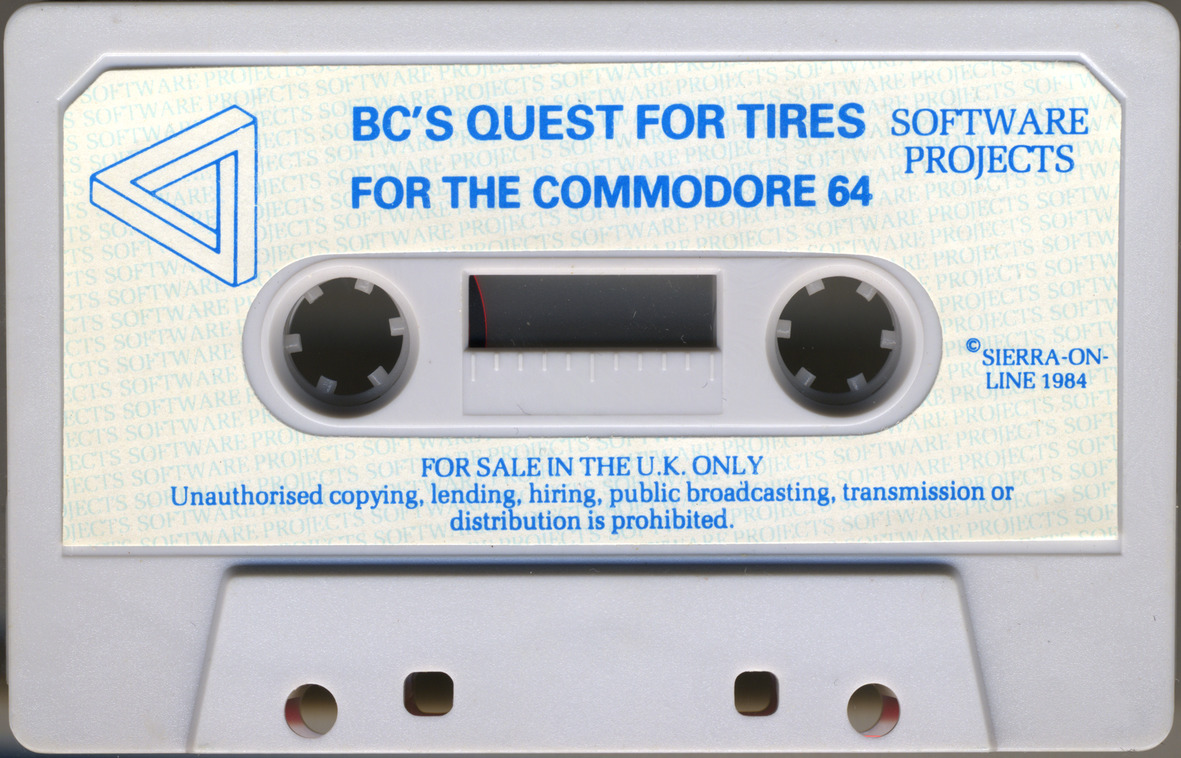 BC'S QUEST FOR TIRES
FOR THE COMMODORE 64
SOFTWARE
PROJECTS
©SIERRA-ON-
LINE 1984
FOR SALE IN THE U.K. ONLY
Unauthorised copying, lending, hiring, public broadcasting, transmission or
distribution is prohibited.